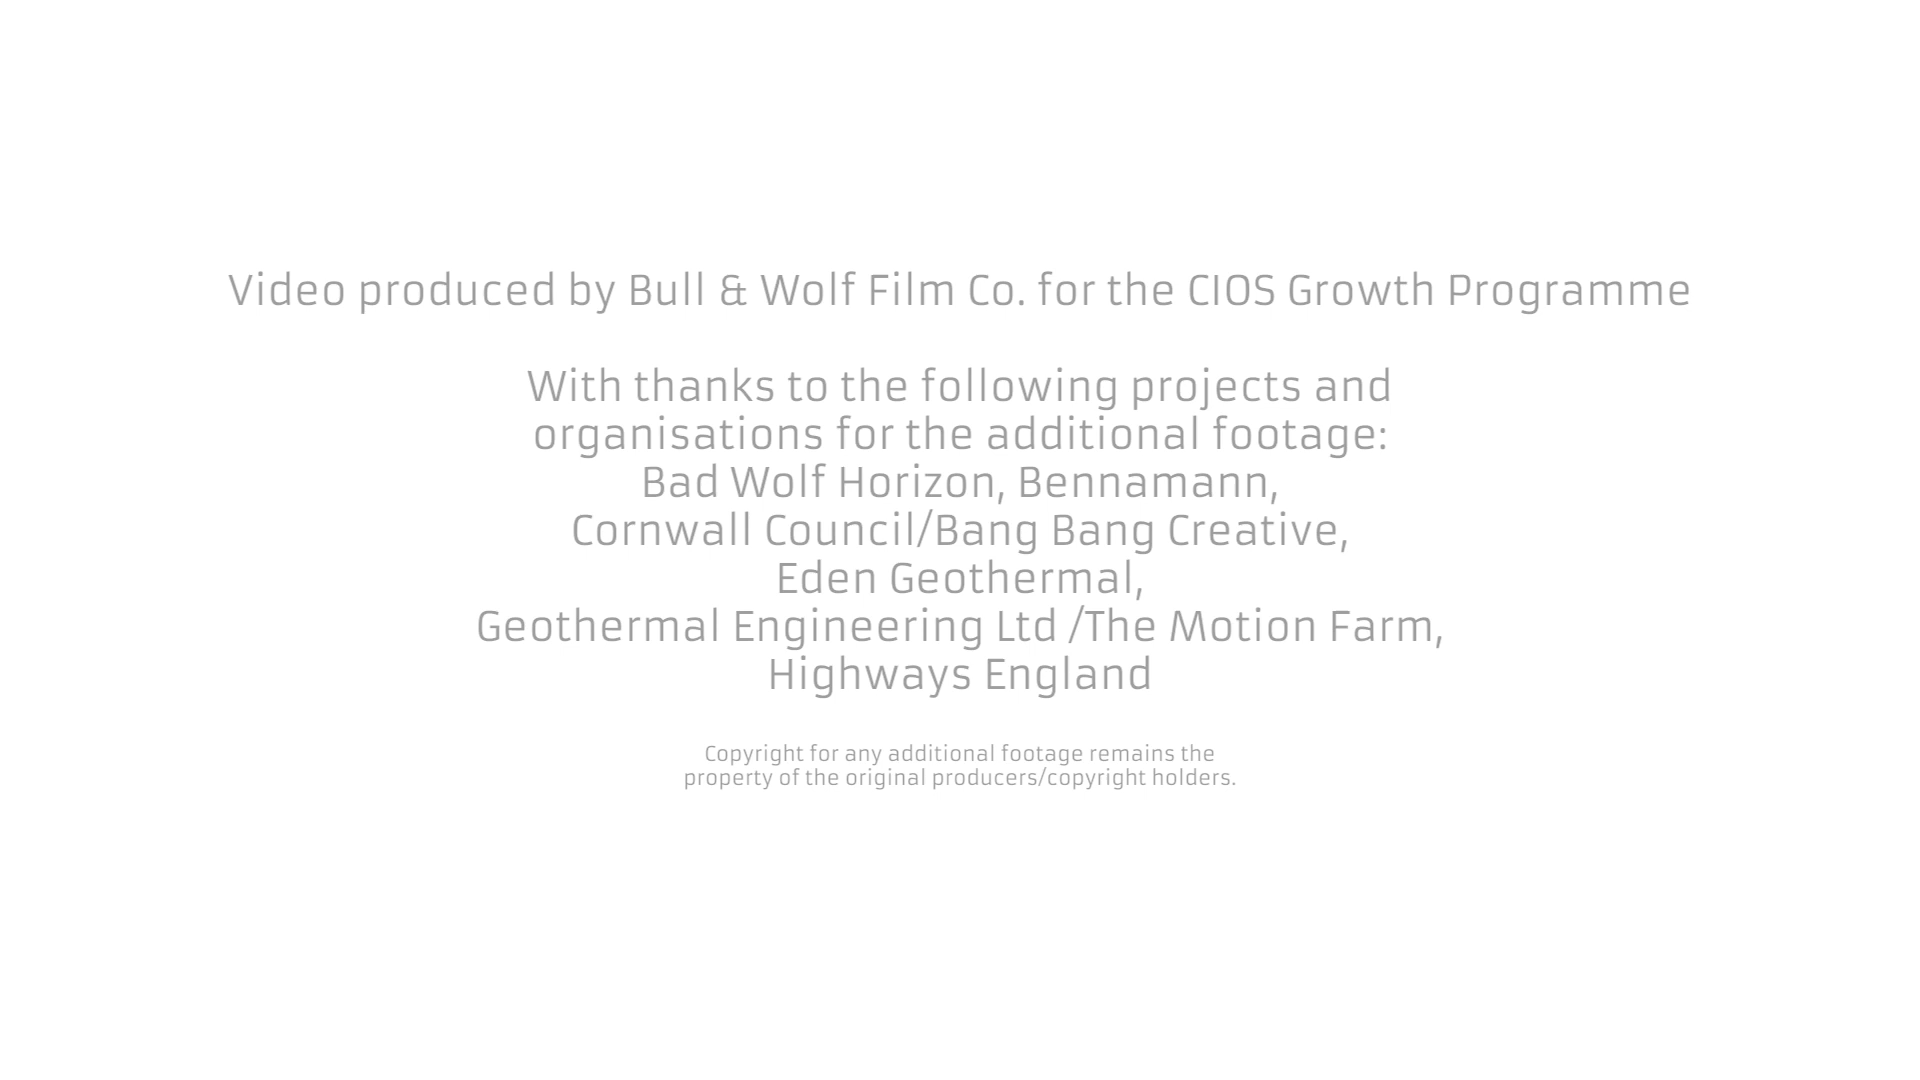 Video produced by Bull & Wolf Film Co. for the CIOS Growth Programme
With thanks to the following projects and
organisations for the additional footage:
Bad Wolf Horizon, Bennamann,
Cornwall Council/Bang Bang Creative,
Eden Geothermal,
Geothermal Engineering Ltd /The Motion Farm,
Highways England
Copyright for any additional footage remains the
property of the original producers/copyright holders.